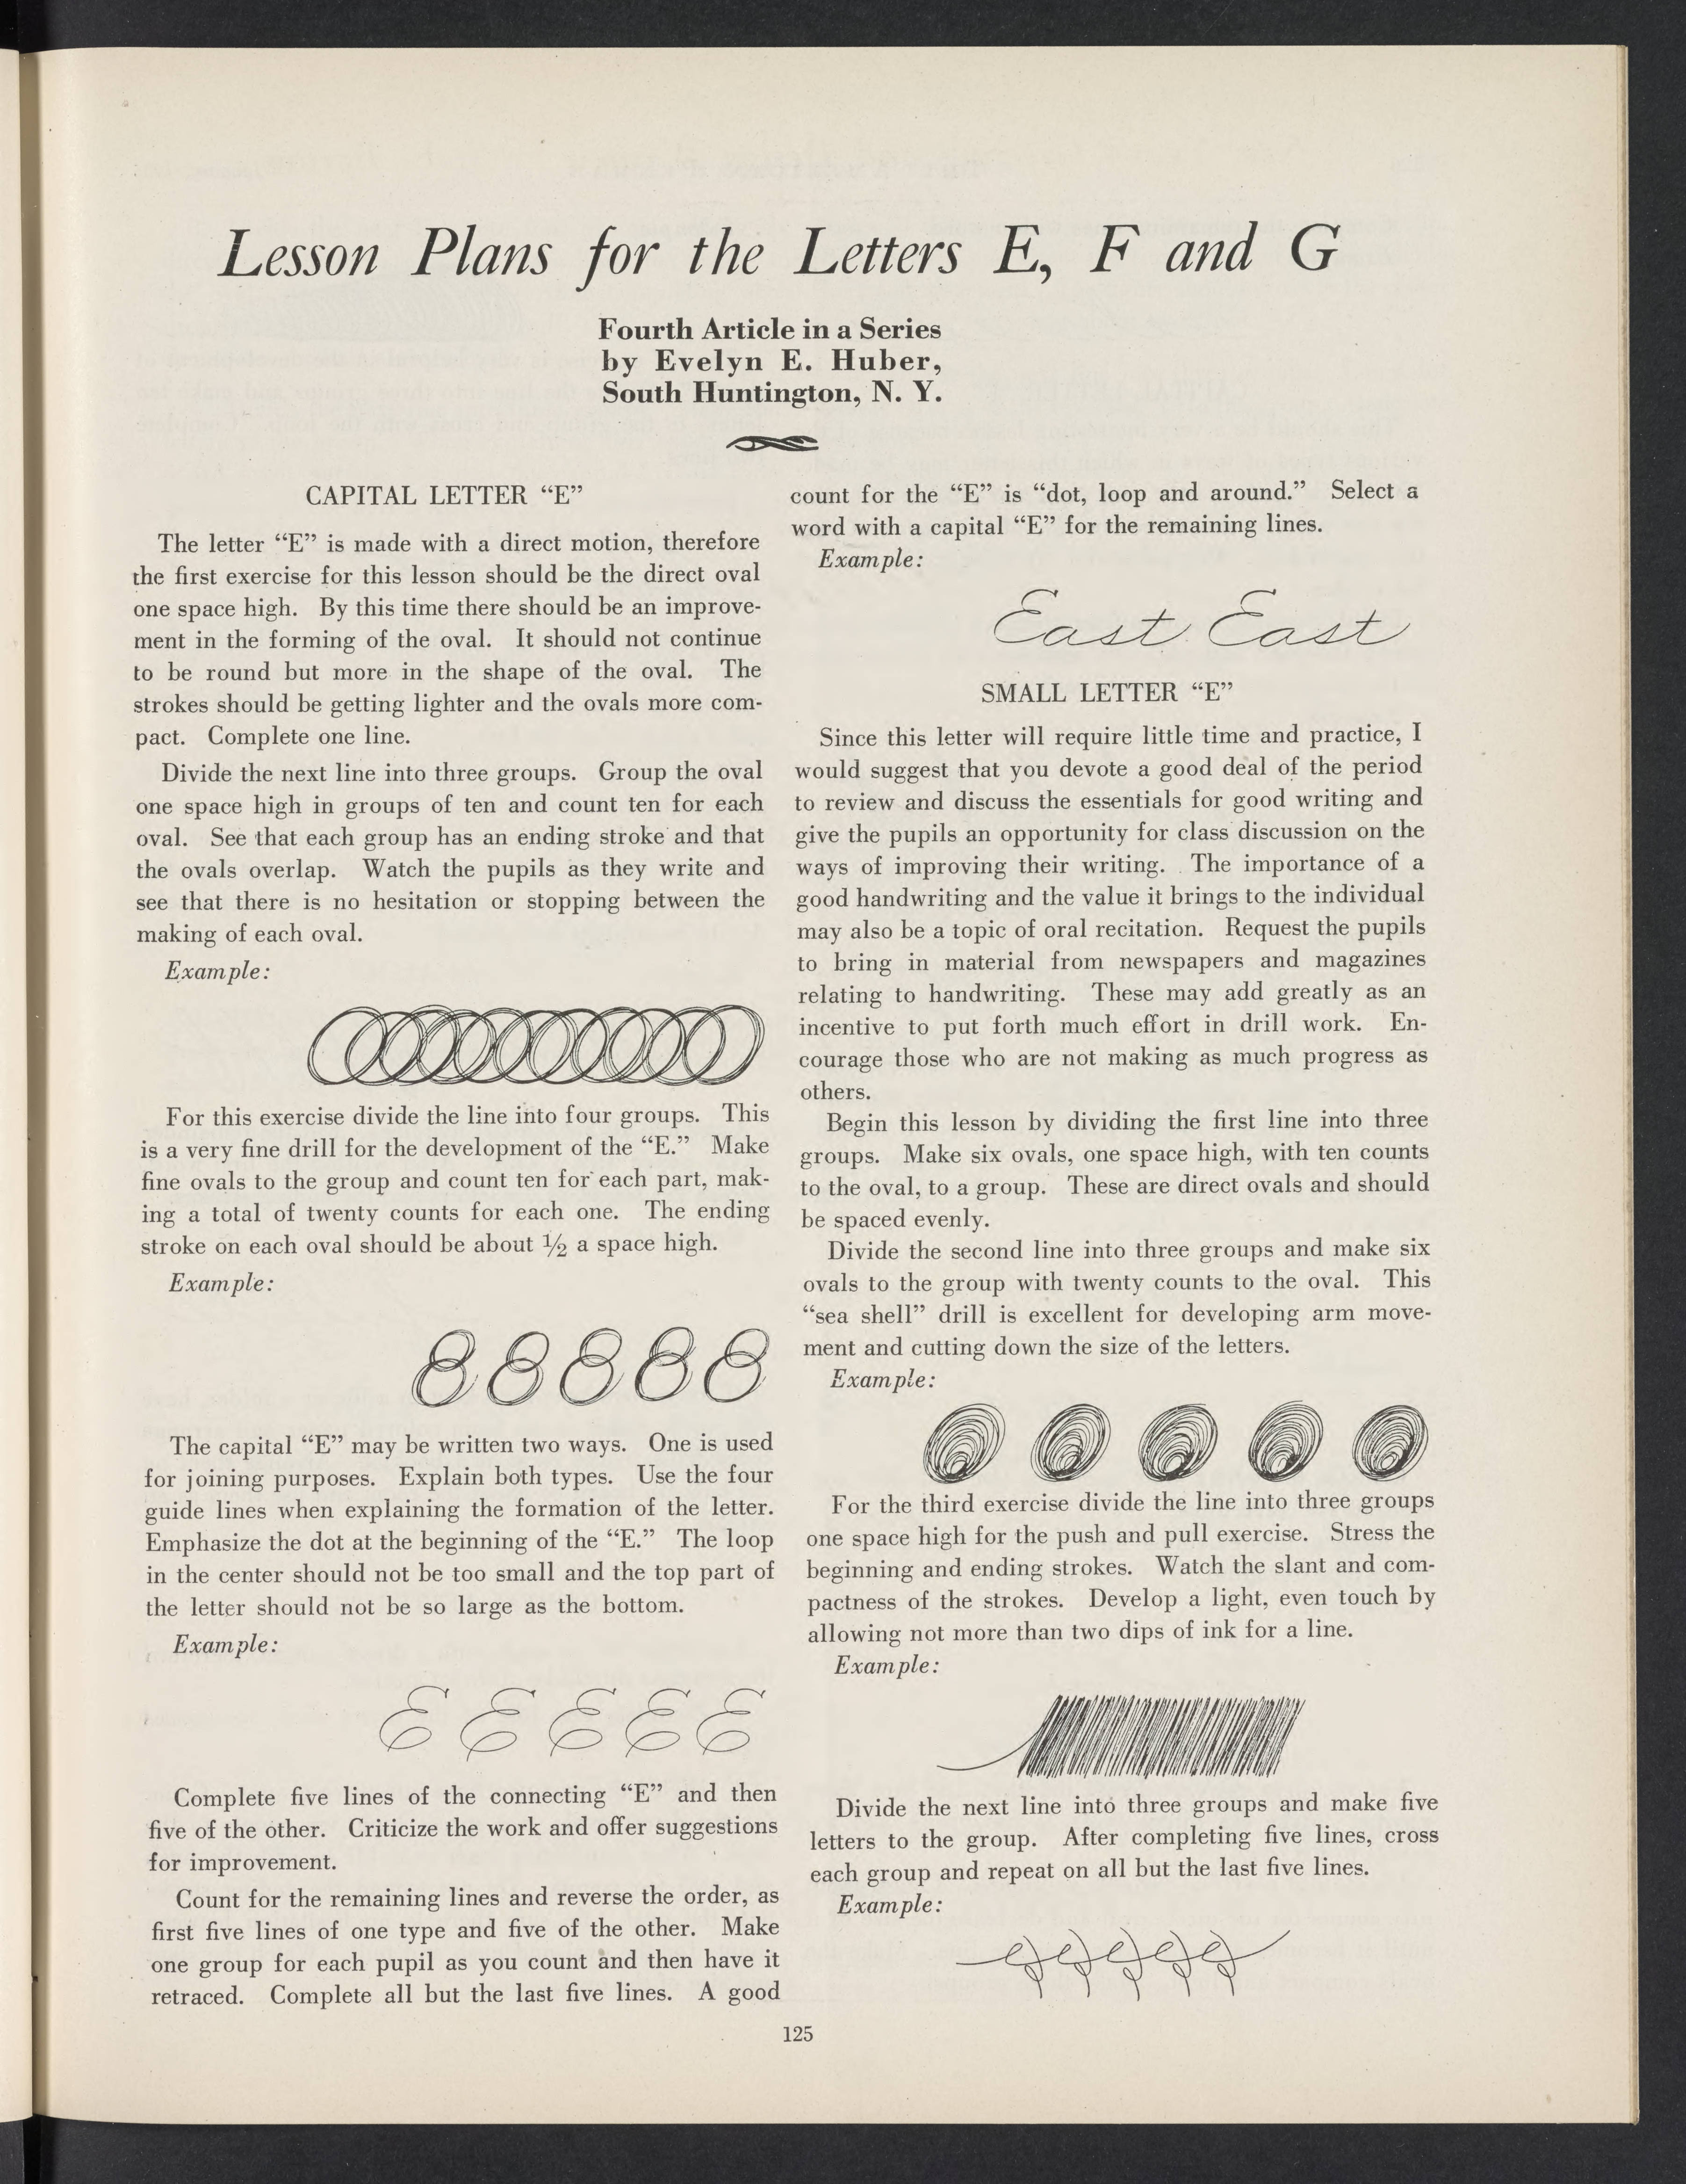 Lesson Plans for the Letters E, F and G
Fourth Article in a Series
by Evelyn E. Huber,
South Huntington, N. Y.
CAPITAL LETTER “E”
The letter “E” is made with a direct motion, therefore
the first exercise for this lesson should be the direct oval
one space high. By this time there should be an improve-
ment in the forming of the oval. It should not continue
to be round but more in the shape of the oval. The
strokes should be getting lighter and the ovals more com-
pact. Complete one line.
Divide the next line into three groups. Group the oval
one space high in groups of ten and count ten for each
oval. See that each group has an ending stroke and that
the ovals overlap. Watch the pupils as they write and
see that there is no hesitation or stopping between the
making of each oval.
Example:
For this exercise divide the line into four groups. This
is a very fine drill for the development of the “E.” Make
fine ovals to the group and count ten for each part, mak-
ing a total of twenty counts for each one. The ending
stroke on each oval should be about ½ a space high.
Example:
The capital “E” may be written two ways. One is used
for joining purposes. Explain both types. Use the four
guide lines when explaining the formation of the letter.
Emphasize the dot at the beginning of the “E.” The loop
in the center should not be too small and the top part of
the letter should not be so large as the bottom.
Example:
E E E E E
Complete five lines of the connecting “E” and then
five of the other. Criticize the work and offer suggestions
for improvement.
Count for the remaining lines and reverse the order, as
first five lines of one type and five of the other. Make
one group for each pupil as you count and then have it
retraced. Complete all but the last five lines. A good
count for the “E” is “dot, loop and around.” Select a
word with a capital “E” for the remaining lines.
Example:
East East
SMALL LETTER “E”
Since this letter will require little time and practice, I
would suggest that you devote a good deal of the period
to review and discuss the essentials for good writing and
give the pupils an opportunity for class discussion on the
ways of improving their writing. The importance of a
good handwriting and the value it brings to the individual
may also be a topic of oral recitation. Request the pupils
to bring in material from newspapers and magazines
relating to handwriting. These may add greatly as an
incentive to put forth much effort in drill work. En-
courage those who are not making as much progress as
others.
Begin this lesson by dividing the first line into three
groups. Make six ovals, one space high, with ten counts
to the oval, to a group. These are direct ovals and should
be spaced evenly.
Divide the second line into three groups and make six
ovals to the group with twenty counts to the oval. This
“sea shell” drill is excellent for developing arm move-
ment and cutting down the size of the letters.
Example:
For the third exercise divide the line into three groups
one space high for the push and pull exercise. Stress the
beginning and ending strokes. Watch the slant and com-
pactness of the strokes. Develop a light, even touch by
allowing not more than two dips of ink for a line.
Example:
Divide the next line into three groups and make five
letters to the group. After completing five lines, cross
each group and repeat on all but the last five lines.
Example:
125